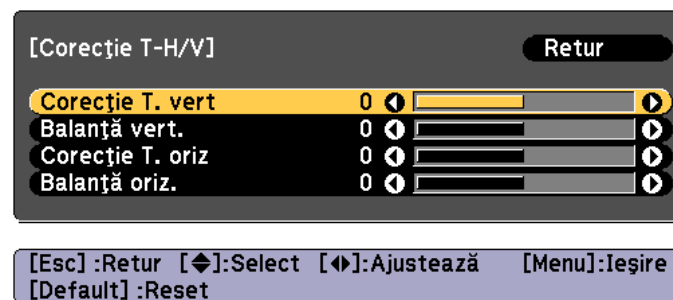 [Corecţie T-H/V] Retur
Corecţie T. vert 0
Balanţă vert. 0
Corecţie T. oriz 0
Balanţă oriz. 0
[Esc] :Retur [◆]:Select [◀▶]:Ajustează [Menu]:Ieşire
[Default] :Reset